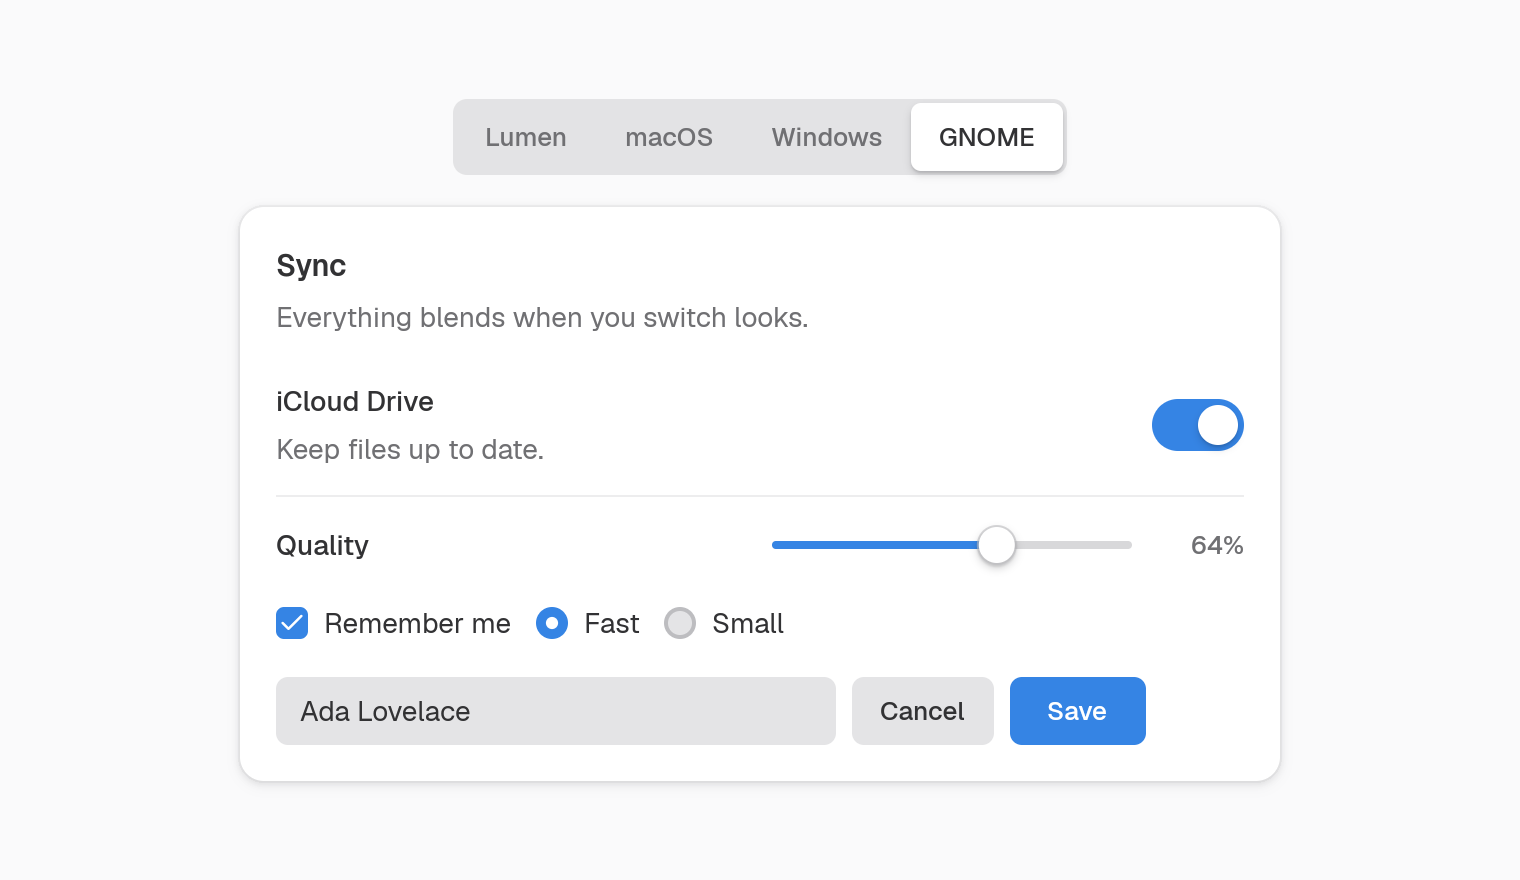 Lumen macOS Windows GNOME
Sync
Everything blends when you switch looks.
iCloud Drive
Keep files up to date.
Quality 64%
Remember me Fast Small
Ada Lovelace Cancel Save